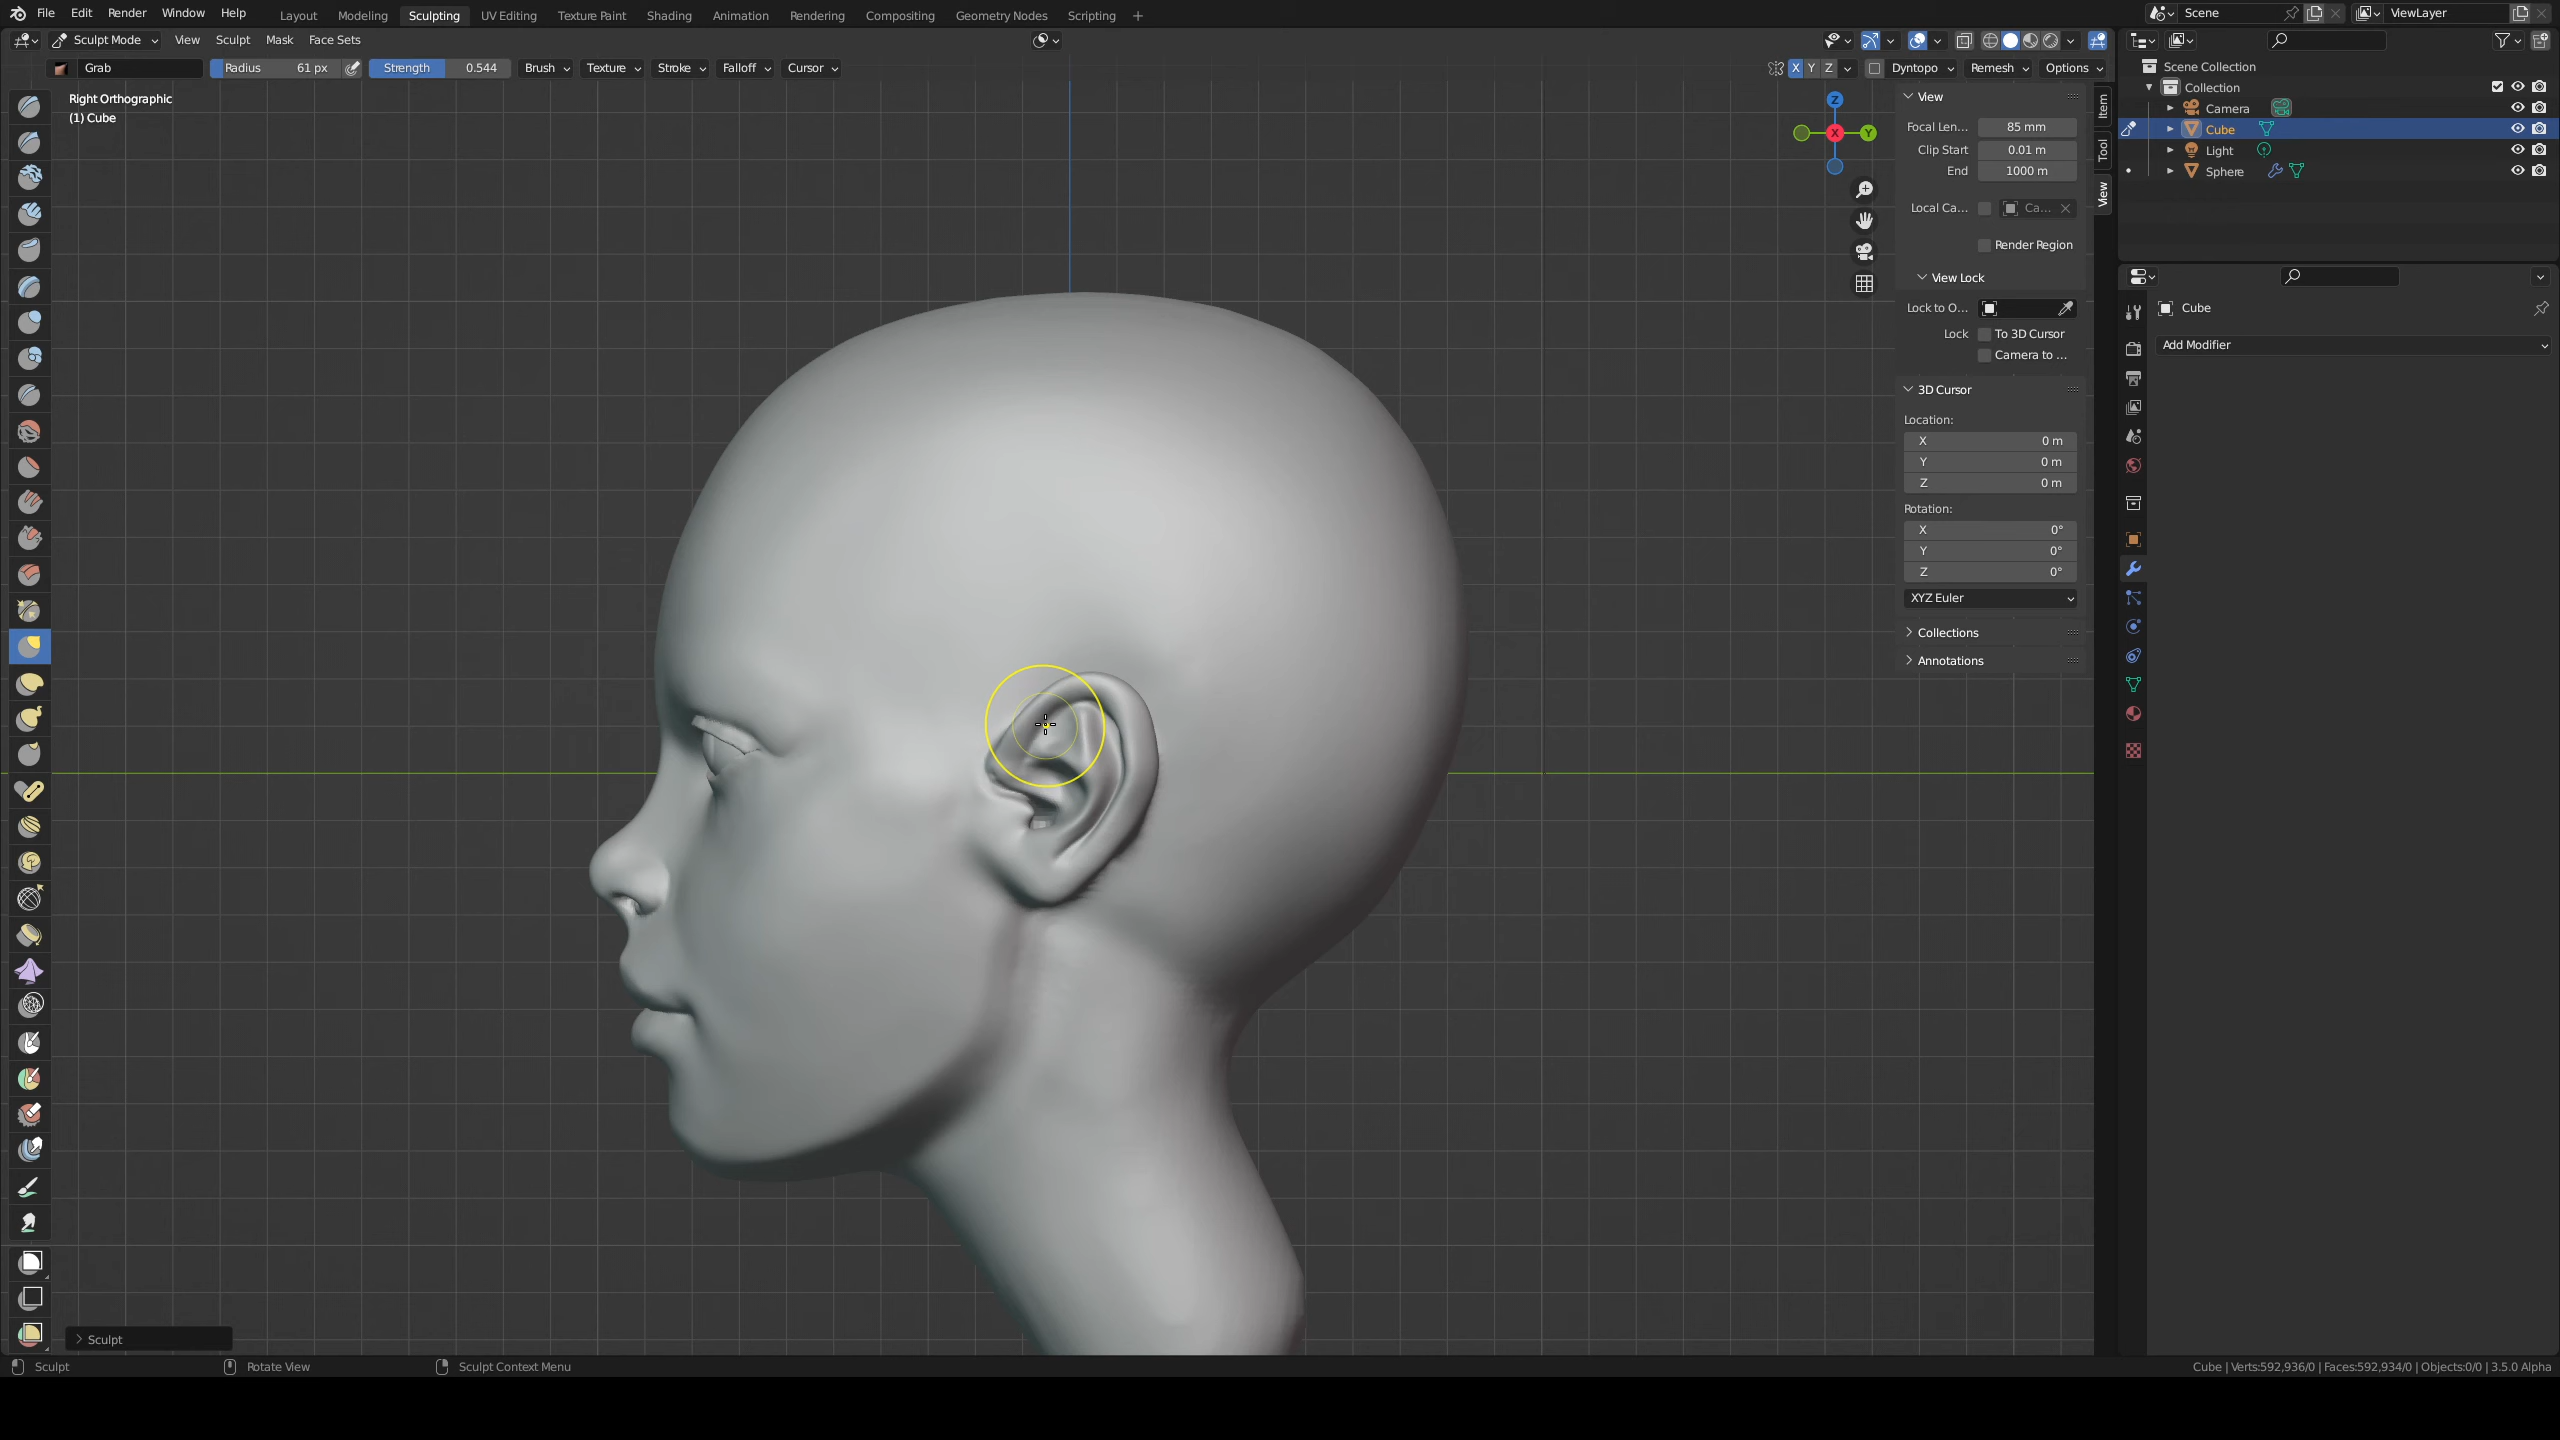 File Edit Render Window Help Layout Modeling Sculpting UV Editing Texture Paint Shading Animation Rendering Compositing Geometry Nodes Scripting + Scene ViewLayer
Sculpt Mode View Sculpt Mask Face Sets
Grab Radius 61 px Strength 0.544 Brush Texture Stroke Falloff Cursor X Y Z Dyntopo Remesh Options
Right Orthographic
(1) Cube
Z
X
Y
View
Focal Len... 85 mm
Clip Start 0.01 m
End 1000 m
Local Ca... Ca...
Render Region
View Lock
Lock to O...
Lock To 3D Cursor
Camera to ...
3D Cursor
Location:
X 0 m
Y 0 m
Z 0 m
Rotation:
X 0°
Y 0°
Z 0°
XYZ Euler
Collections
Annotations
Item
Tool
View
Scene Collection
Collection
Camera
Cube
Light
Sphere
Cube
Add Modifier
Sculpt
Sculpt Rotate View Sculpt Context Menu Cube | Verts:592,936/0 | Faces:592,934/0 | Objects:0/0 | 3.5.0 Alpha